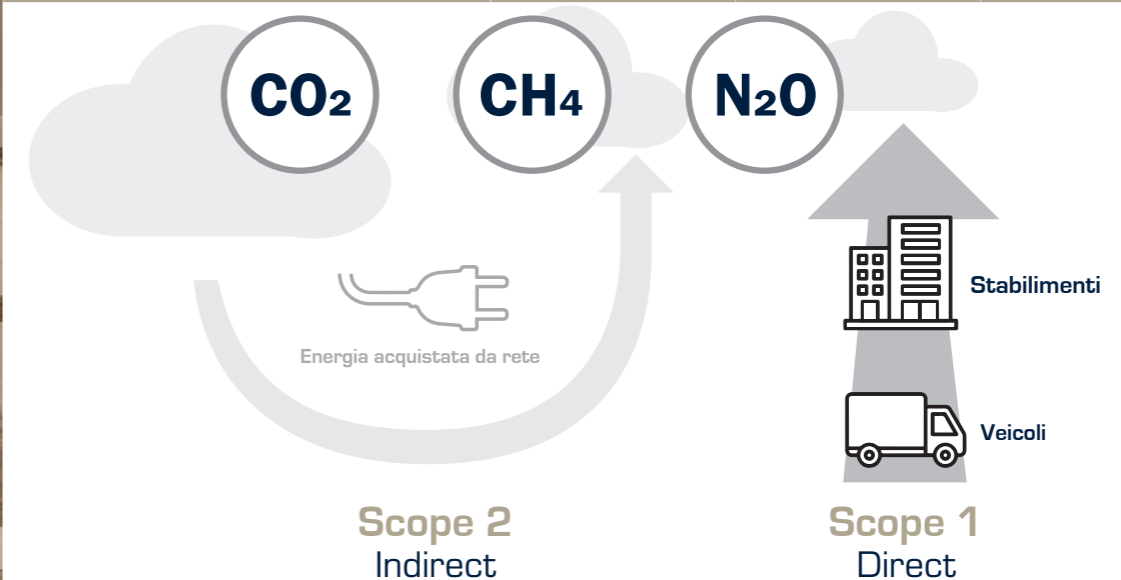 CO2
CH4
N2O
Stabilimenti
Energia acquistata da rete
Veicoli
Scope 2
Indirect
Scope 1
Direct